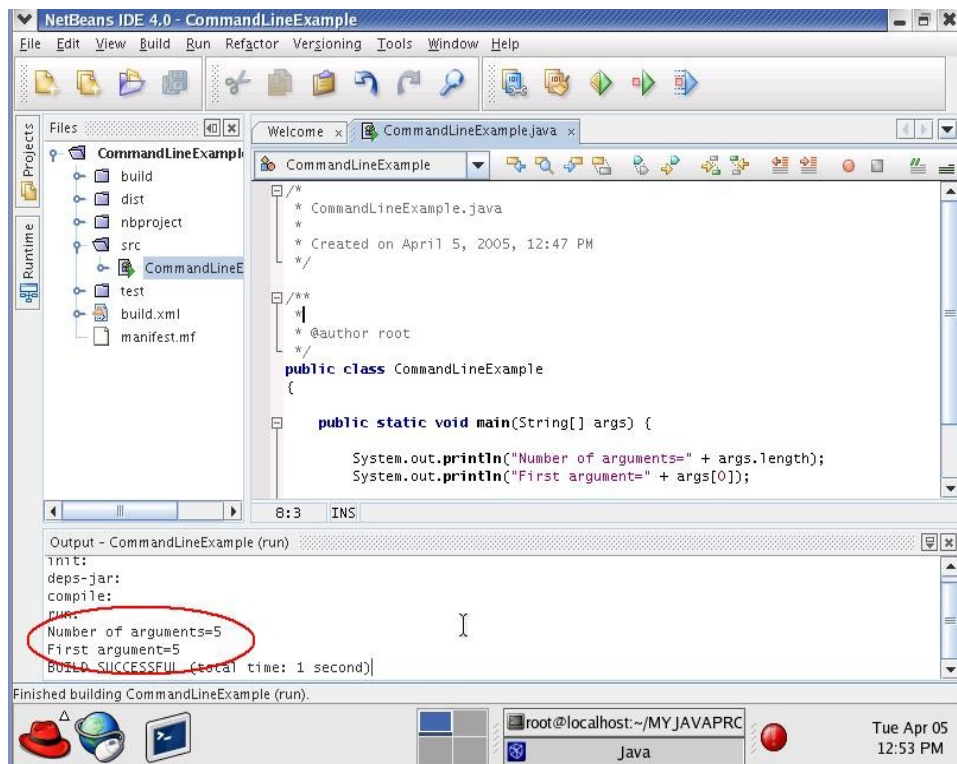 NetBeans IDE 4.0 - CommandLineExample
File Edit View Build Run Refactor Versioning Tools Window Help
Projects
Runtime
Files
CommandLineExampl
build
dist
nbproject
src
CommandLineE
test
build.xml
manifest.mf
Welcome x CommandLineExample.java x
CommandLineExample
/*
* CommandLineExample.java
*
* Created on April 5, 2005, 12:47 PM
*/
/**
*
* @author root
*/
public class CommandLineExample
{
public static void main(String[] args) {
System.out.println("Number of arguments=" + args.length);
System.out.println("First argument=" + args[0]);
8:3 INS
Output - CommandLineExample (run)
init:
deps-jar:
compile:
run:
Number of arguments=5
First argument=5
BUILD SUCCESSFUL (total time: 1 second)
Finished building CommandLineExample (run).
root@localhost:~/MYJAVAPRC
Java
Tue Apr 05
12:53 PM